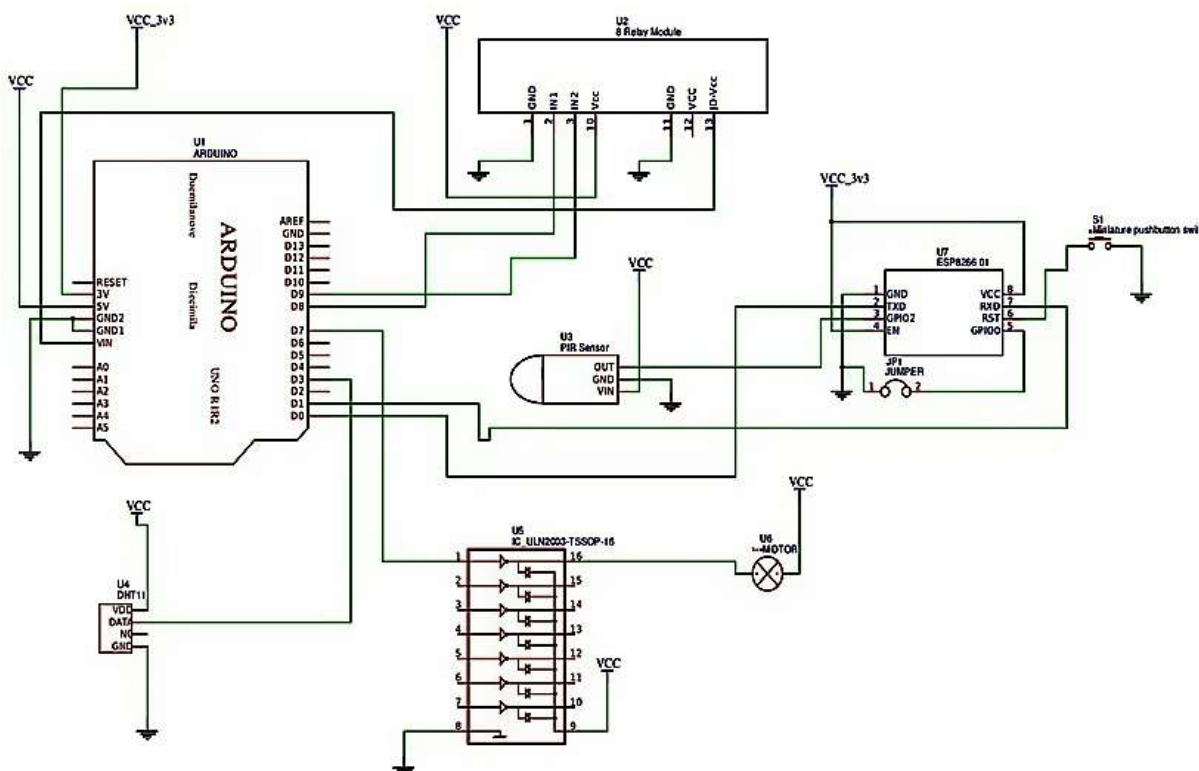 VCC_3v3
VCC
VCC
U2
8 Relay Module
GND
IN1
IN2
Vcc
GND
VCC
JD-Vcc
1
2
3
10
11
12
13
U1
ARDUINO
Duemilanove
Diecimila
ARDUINO
UNO R1R2
RESET
3V
5V
GND2
GND1
VIN
A0
A1
A2
A3
A4
A5
AREF
GND
D13
D12
D11
D10
D9
D8
D7
D6
D5
D4
D3
D2
D1
D0
VCC
U3
PIR Sensor
OUT
GND
VIN
VCC_3v3
U7
ESP8266 01
1 GND
2 TXD
3 GPIO2
4 EN
VCC 8
RXD 7
RST 6
GPIO0 5
JP1
JUMPER
1
2
S1
Miniature pushbutton swit
VCC
U4
DHT11
VDD
DATA
NC
GND
U5
IC_ULN2003-TSSOP-16
1
2
3
4
5
6
7
8
16
15
14
13
12
11
10
9
VCC
U6
MOTOR
VCC